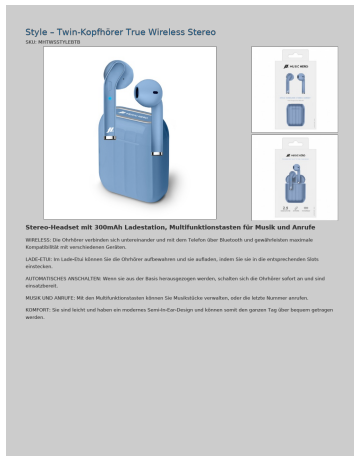 Style – Twin-Kopfhörer True Wireless Stereo
SKU: MHTWSSTYLEBTB
MUSIC HERO
MUSIC HERO
Stereo-Headset mit 300mAh Ladestation, Multifunktionstasten für Musik und Anrufe
WIRELESS: Die Ohrhörer verbinden sich untereinander und mit dem Telefon über Bluetooth und gewährleisten maximale
Kompatibilität mit verschiedenen Geräten.
LADE-ETUI: Im Lade-Etui können Sie die Ohrhörer aufbewahren und sie aufladen, indem Sie sie in die entsprechenden Slots
einstecken.
AUTOMATISCHES ANSCHALTEN: Wenn sie aus der Basis herausgezogen werden, schalten sich die Ohrhörer sofort an und sind
einsatzbereit.
MUSIK UND ANRUFE: Mit den Multifunktionstasten können Sie Musikstücke verwalten, oder die letzte Nummer anrufen.
KOMFORT: Sie sind leicht und haben ein modernes Semi-In-Ear-Design und können somit den ganzen Tag über bequem getragen
werden.